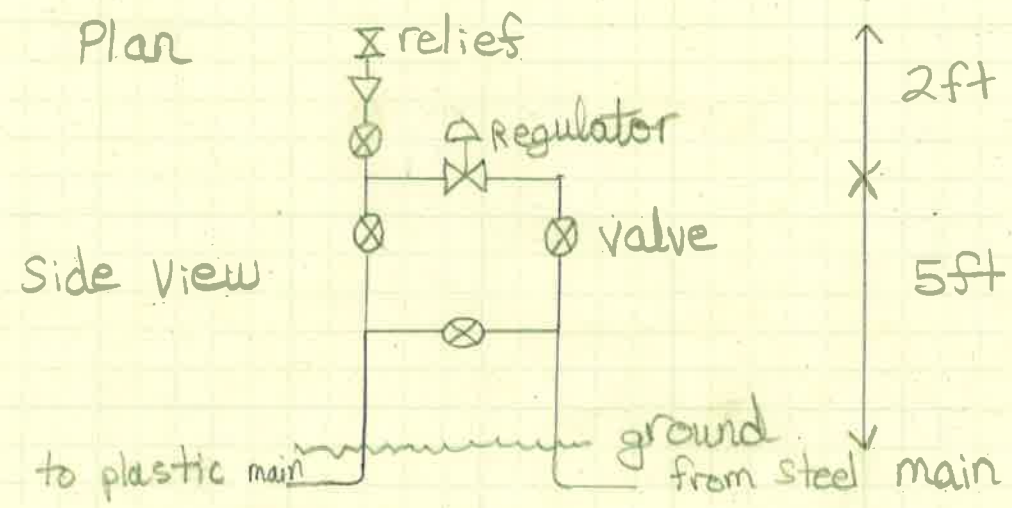 Plan
relief
2ft
Regulator
valve
Side View
5ft
ground
to plastic main
from steel main